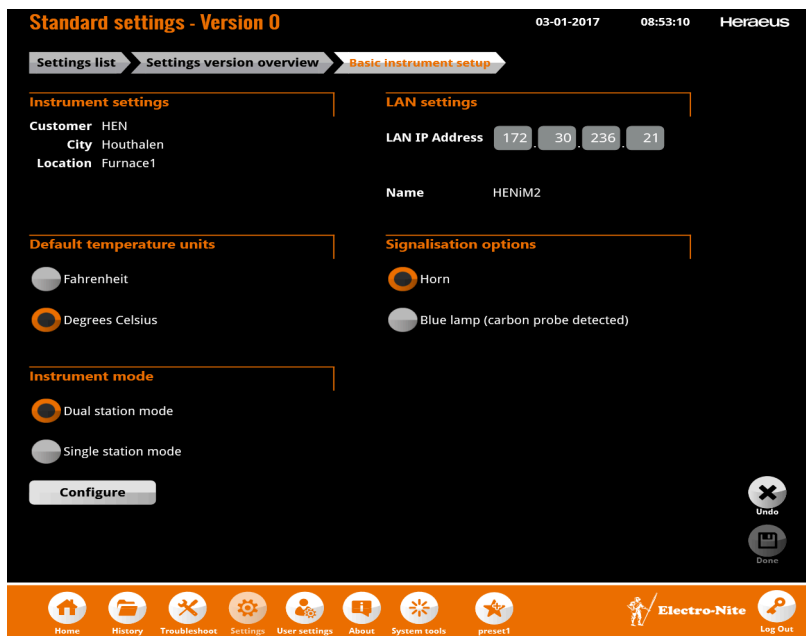 Standard settings - Version 0
03-01-2017
08:53:10
Heraeus
Settings list
Settings version overview
Basic instrument setup
Instrument settings
Customer HEN
City Houthalen
Location Furnace1
LAN settings
LAN IP Address 172 . 30 . 236 . 21
Name HENiM2
Default temperature units
Fahrenheit
Degrees Celsius
Signalisation options
Horn
Blue lamp (carbon probe detected)
Instrument mode
Dual station mode
Single station mode
Configure
Undo
Done
Home
History
Troubleshoot
Settings
User settings
About
System tools
preset1
Electro-Nite
Log Out